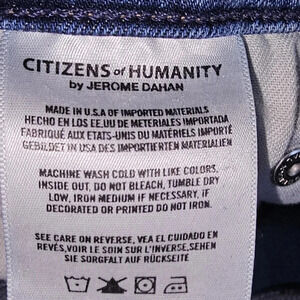 CITIZENS of HUMANITY
by JEROME DAHAN
MADE IN U.S.A OF IMPORTED MATERIALS
HECHO EN LOS EE.UU DE METERIALES IMPORTADA
FABRIQUÉ AUX ETATS-UNIS DU MATÉRIELS IMPORTÉ
GEBILDET IN USA DES IMPORTIERTEN MATERIALIEN
MACHINE WASH COLD WITH LIKE COLORS,
INSIDE OUT, DO NOT BLEACH, TUMBLE DRY
LOW, IRON MEDIUM IF NECESSARY, IF
DECORATED OR PRINTED DO NOT IRON.
SEE CARE ON REVERSE, VEA EL CUIDADO EN
REVÉS, VOIR LE SOIN SUR L'INVERSE, SEHEN
SIE SORGFALT AUF RÜCKSEITE